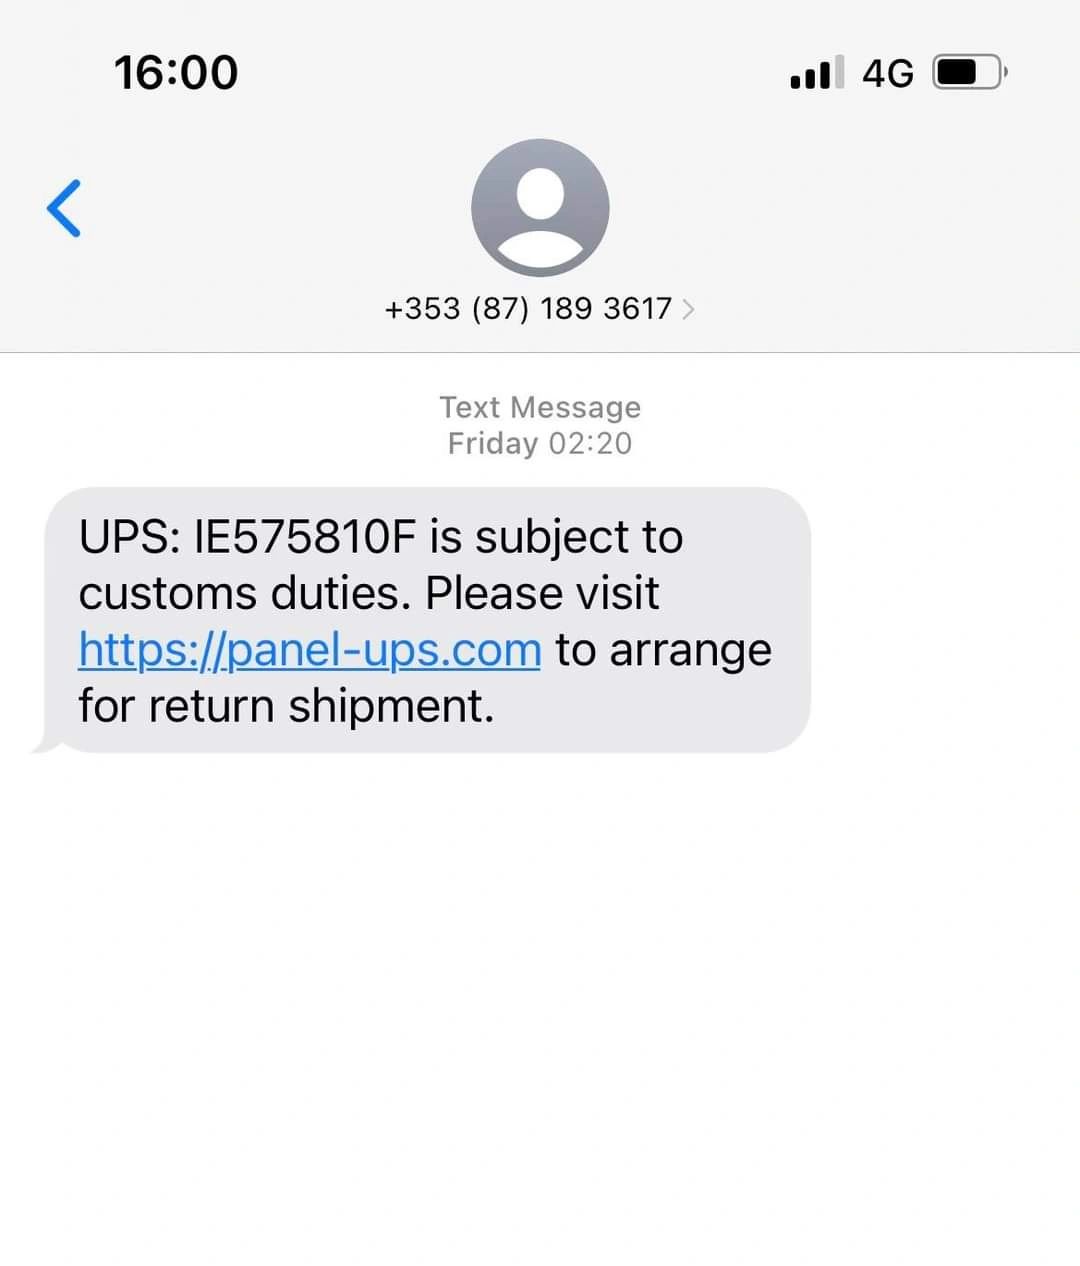 16:00
4G
+353 (87) 189 3617
Text Message
Friday 02:20
UPS: IE575810F is subject to
customs duties. Please visit
https://panel-ups.com to arrange
for return shipment.